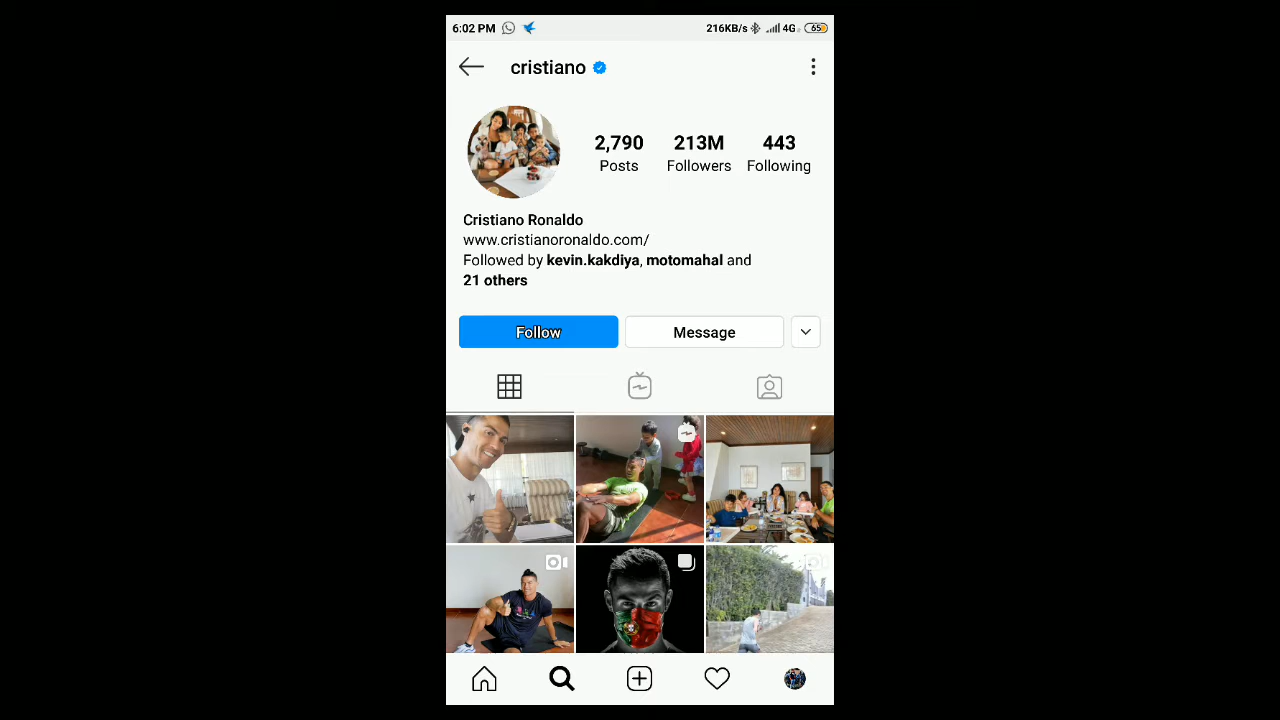 6:02 PM 216KB/s 4G 65
cristiano
2,790 213M 443
Posts Followers Following
Cristiano Ronaldo
www.cristianoronaldo.com/
Followed by kevin.kakdiya, motomahal and
21 others
Follow Message